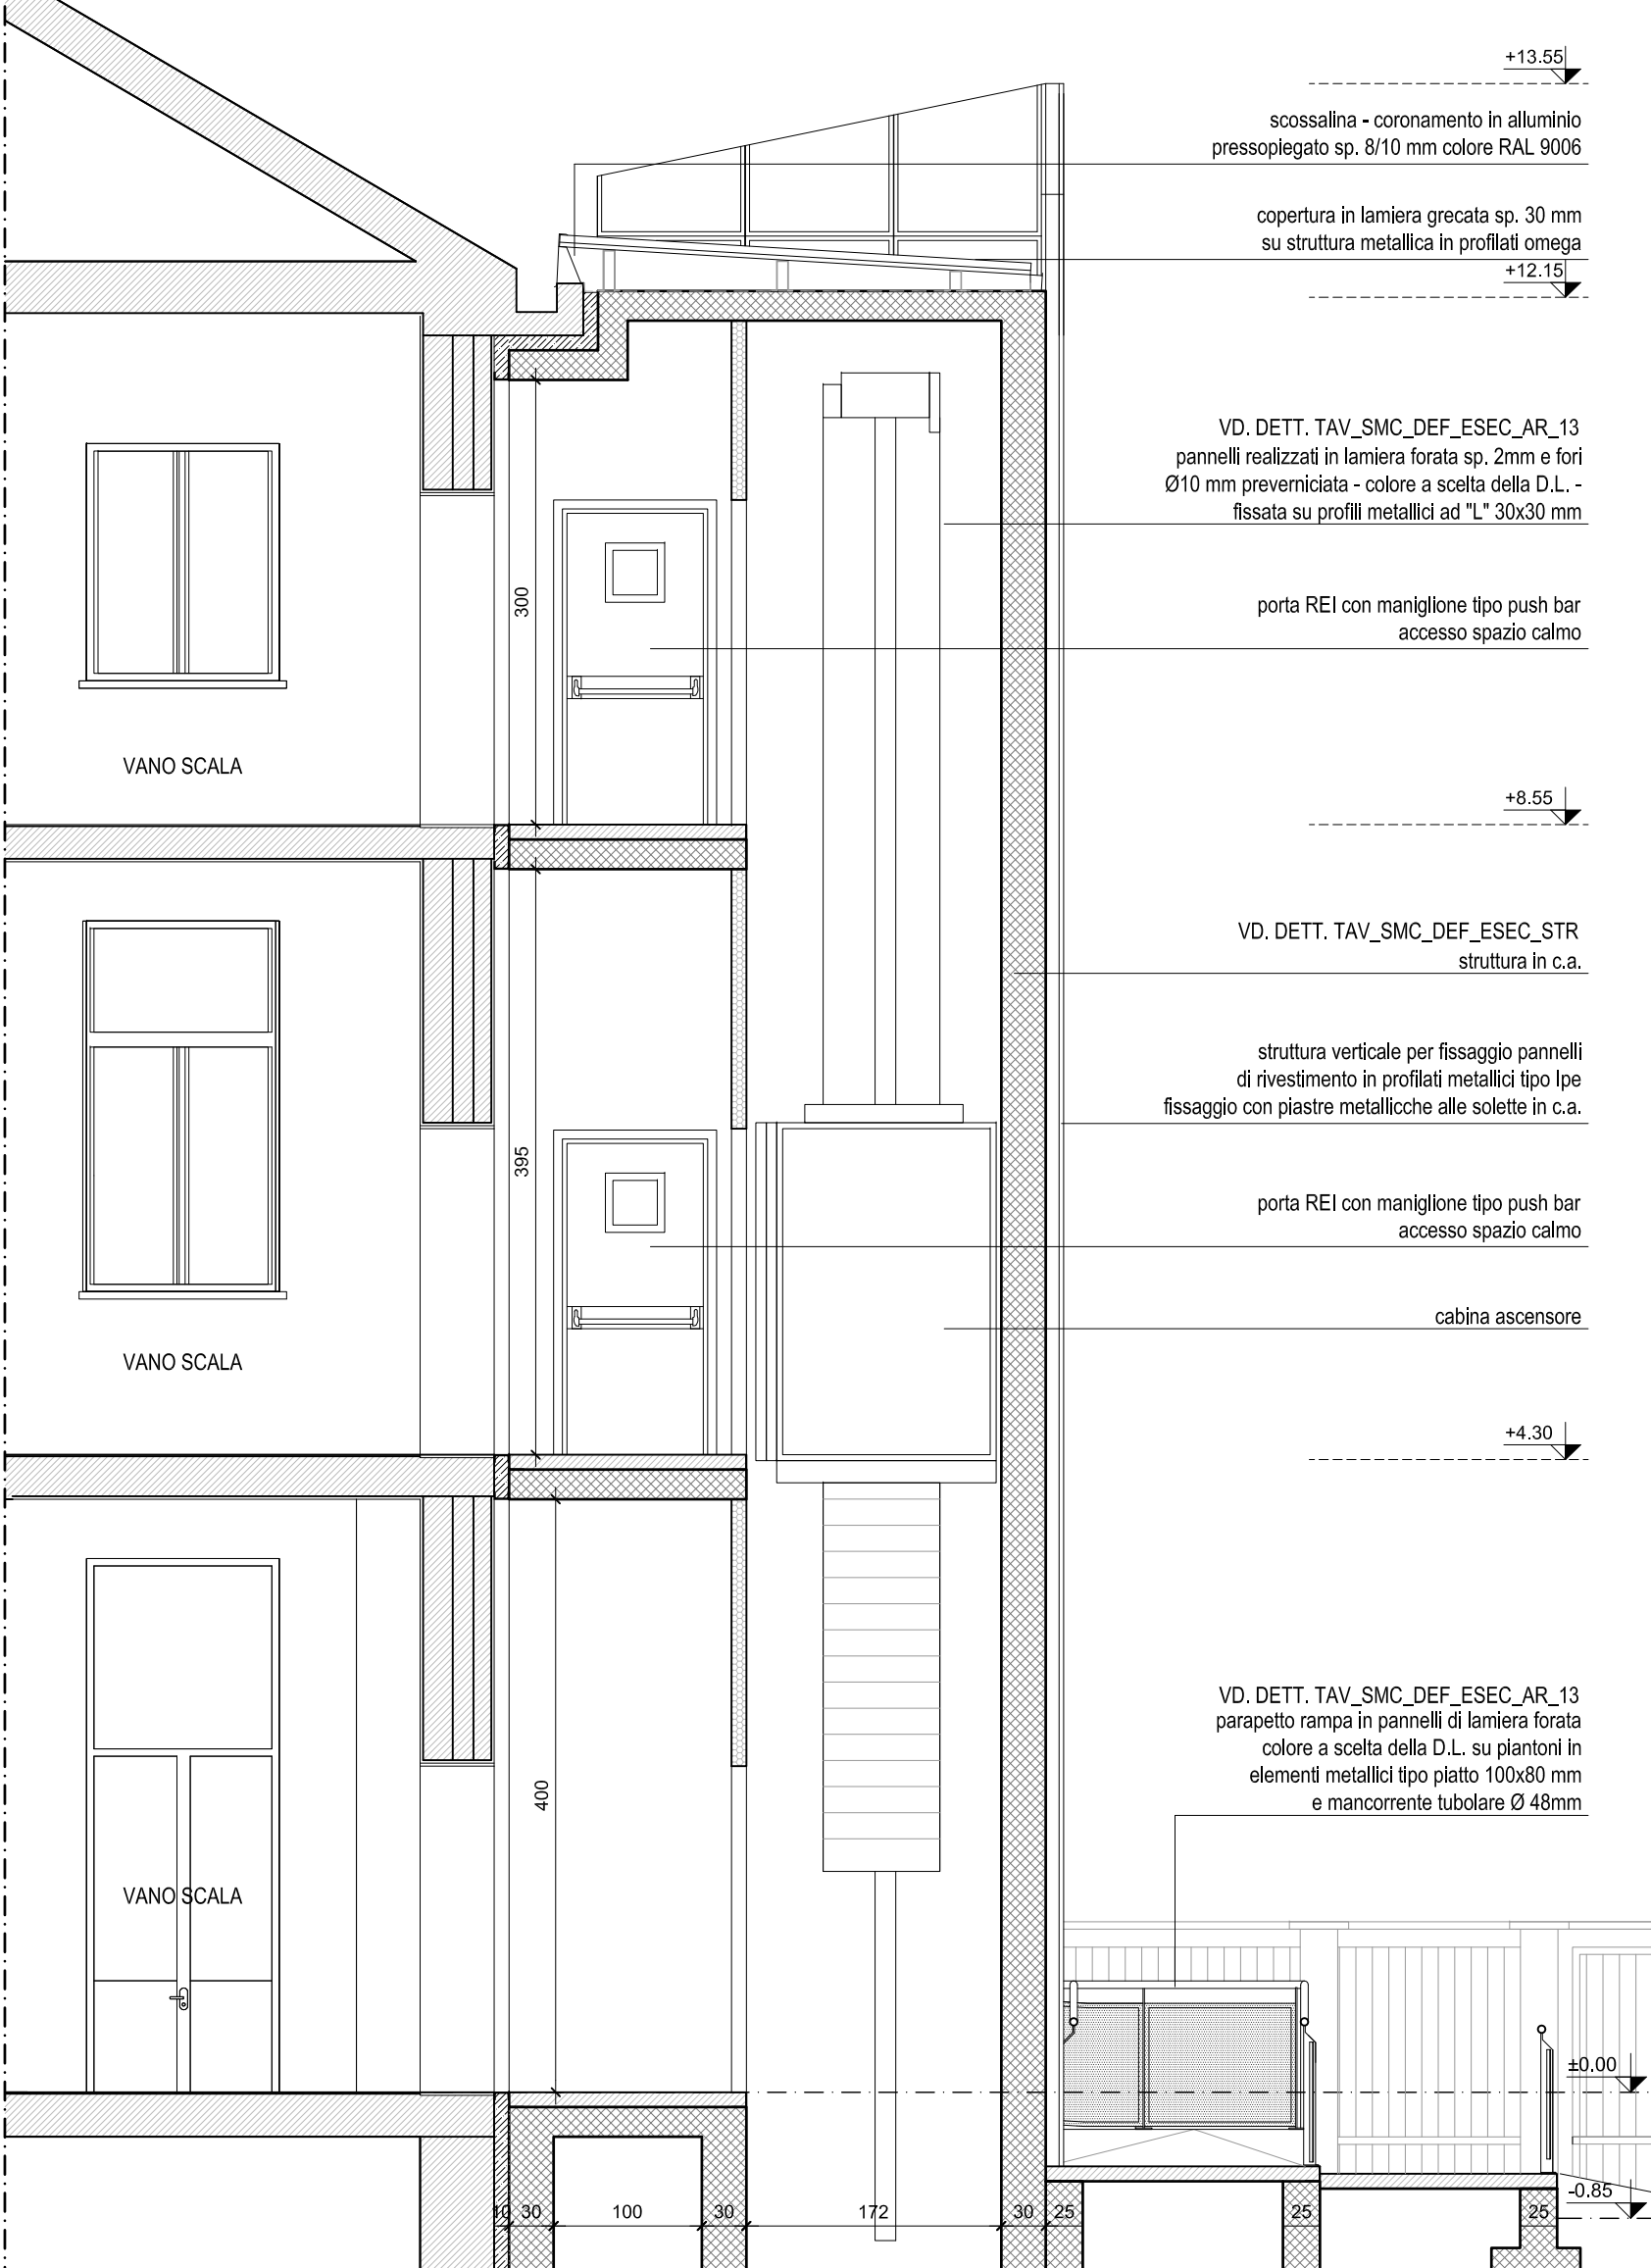 +13.55
scossalina - coronamento in alluminio
pressopiegato sp. 8/10 mm colore RAL 9006
copertura in lamiera grecata sp. 30 mm
su struttura metallica in profilati omega
+12.15
VD. DETT. TAV_SMC_DEF_ESEC_AR_13
pannelli realizzati in lamiera forata sp. 2mm e fori
Ø10 mm preverniciata - colore a scelta della D.L. -
fissata su profili metallici ad "L" 30x30 mm
300
porta REI con maniglione tipo push bar
accesso spazio calmo
VANO SCALA
+8.55
VD. DETT. TAV_SMC_DEF_ESEC_STR
struttura in c.a.
struttura verticale per fissaggio pannelli
di rivestimento in profilati metallici tipo Ipe
fissaggio con piastre metallicche alle solette in c.a.
395
porta REI con maniglione tipo push bar
accesso spazio calmo
cabina ascensore
VANO SCALA
+4.30
VD. DETT. TAV_SMC_DEF_ESEC_AR_13
parapetto rampa in pannelli di lamiera forata
colore a scelta della D.L. su piantoni in
elementi metallici tipo piatto 100x80 mm
e mancorrente tubolare Ø 48mm
400
VANO SCALA
±0.00
-0.85
10 30 100 30 172 30 25 25 25